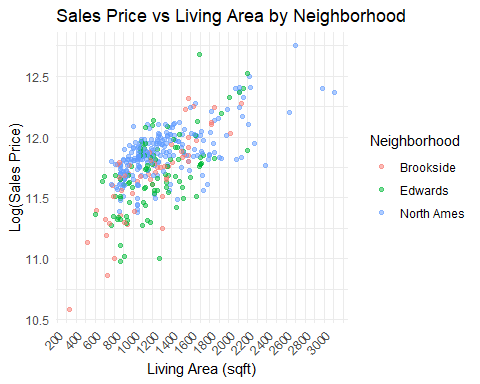 Sales Price vs Living Area by Neighborhood
12.5
12.0
11.5
11.0
10.5
Log(Sales Price)
200
400
600
800
1000
1200
1400
1600
1800
2000
2200
2400
2600
2800
3000
Living Area (sqft)
Neighborhood
Brookside
Edwards
North Ames